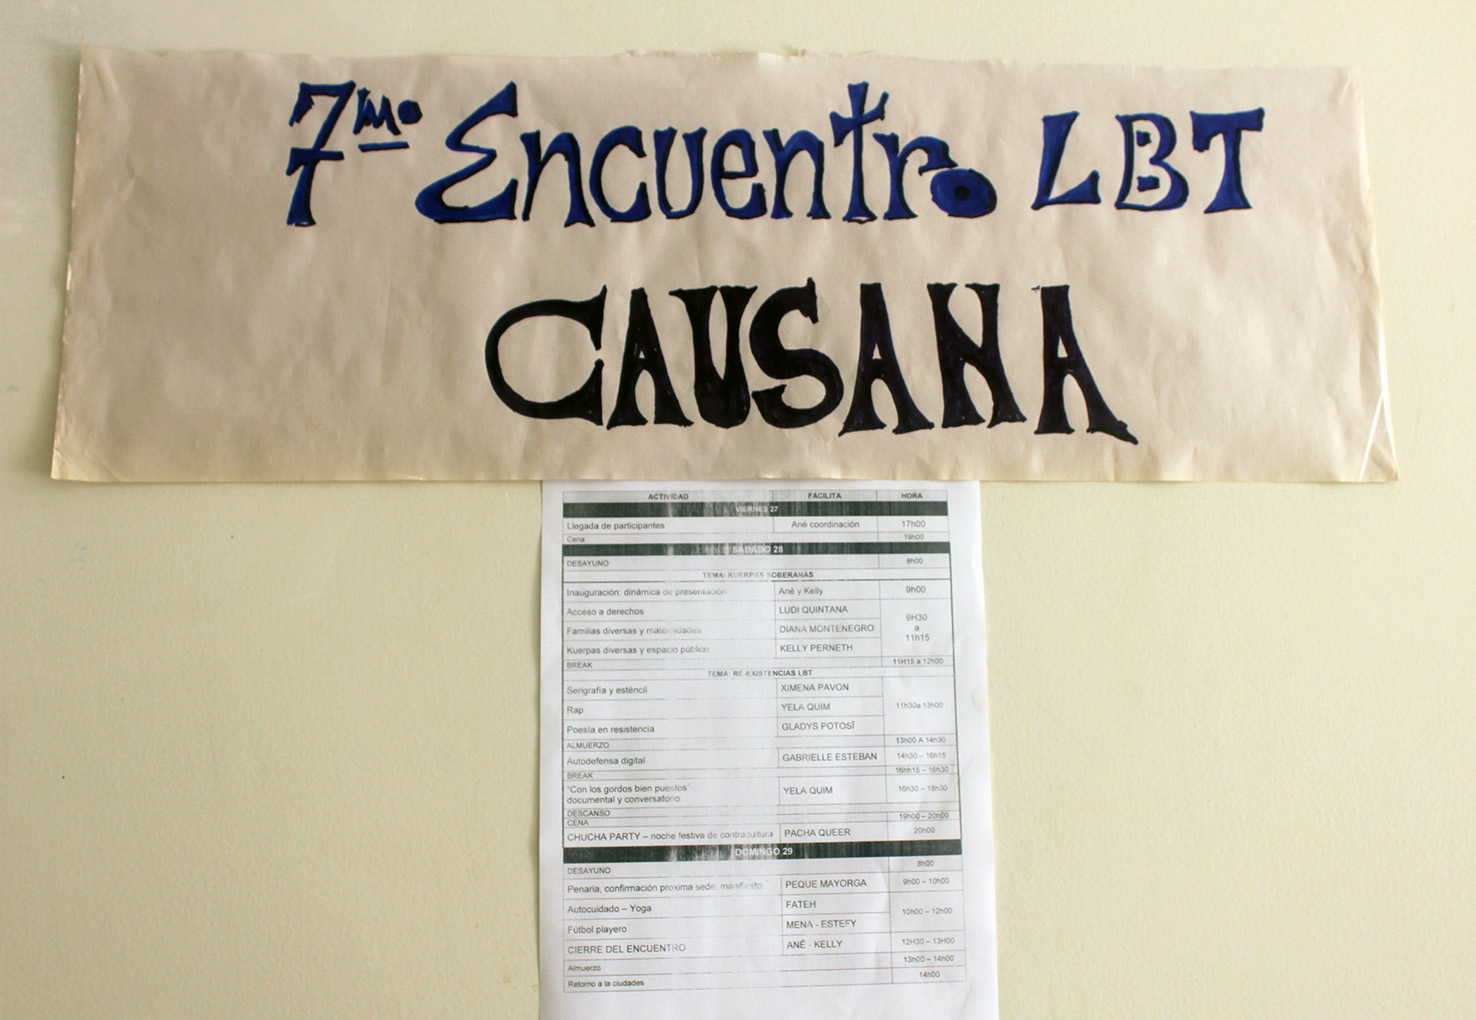 7mo Encuentro LBT
CAUSANA
ACTIVIDAD FACILITA HORA
VIERNES 27
Llegada de participantes Ané coordinación 17h00
Cena 19h00
SABADO 28
DESAYUNO 8h00
TEMA: KUERPAS SOBERANAS
Inauguración: dinámica de presentación Ané y Kelly 9h00
Acceso a derechos LUDI QUINTANA
9H30
Familias diversas y maternidades DIANA MONTENEGRO a
11h15
Kuerpas diversas y espacio público KELLY PERNETH
BREAK 11H15 a 12h00
TEMA: RE-EXISTENCIAS LBT
Serigrafía y esténcil XIMENA PAVON
Rap YELA QUIM 11h30a 13h00
Poesía en resistencia GLADYS POTOSÍ
ALMUERZO 13h00 A 14h30
Autodefensa digital GABRIELLE ESTEBAN 14h30 – 16h15
BREAK 16hh15 – 16h30
"Con los gordos bien puestos"
documental y conversatorio YELA QUIM 16h30 – 18h30
DESCANSO
CENA 19h00 – 20h00
CHUCHA PARTY – noche festiva de contracultura PACHA QUEER 20h00
DOMINGO 29
DESAYUNO 8h00
Penaria, confirmación proxima sede, manifiesto PEQUE MAYORGA 9h00 – 10h00
Autocuidado – Yoga FATEH
10h00 – 12h00
Fútbol playero MENA - ESTEFY
CIERRE DEL ENCUENTRO ANÉ - KELLY 12H30 – 13H00
Almuerzo 13h00 – 14h00
Retorno a la ciudades 14h00